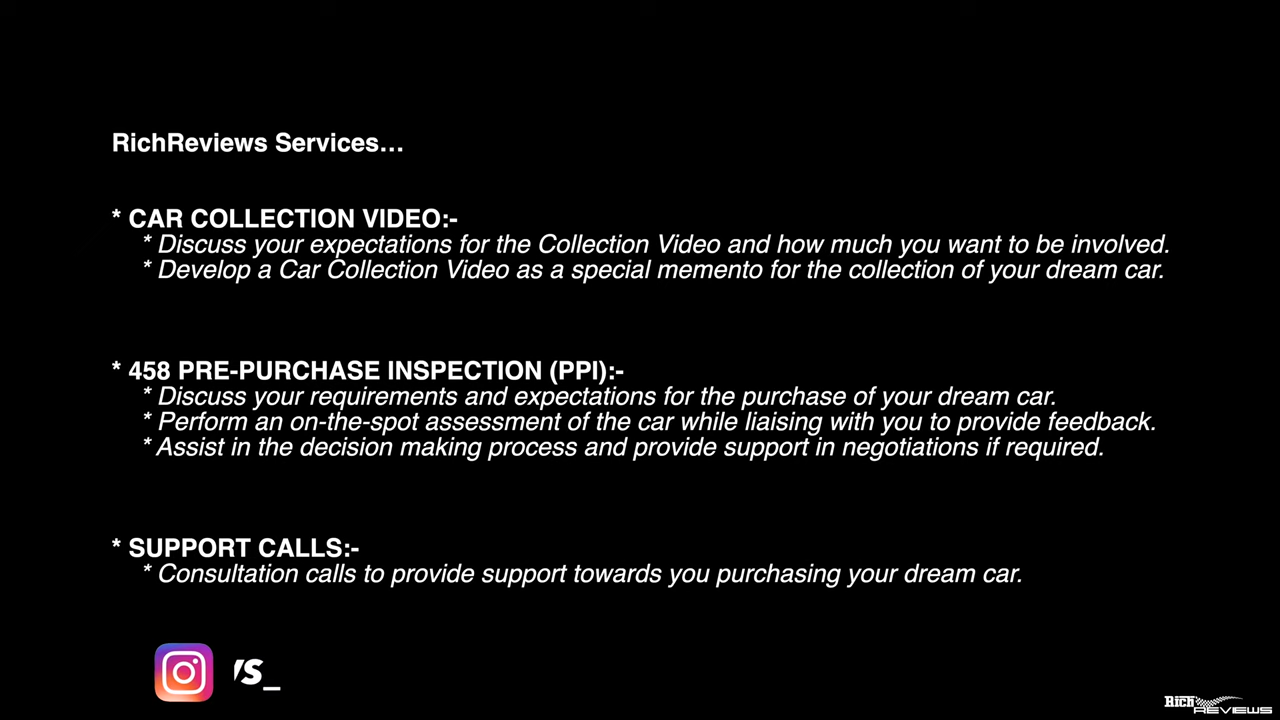 RichReviews Services...
* CAR COLLECTION VIDEO:-
* Discuss your expectations for the Collection Video and how much you want to be involved.
* Develop a Car Collection Video as a special memento for the collection of your dream car.
* 458 PRE-PURCHASE INSPECTION (PPI):-
* Discuss your requirements and expectations for the purchase of your dream car.
* Perform an on-the-spot assessment of the car while liaising with you to provide feedback.
* Assist in the decision making process and provide support in negotiations if required.
* SUPPORT CALLS:-
* Consultation calls to provide support towards you purchasing your dream car.
S_
Rich
REVIEWS